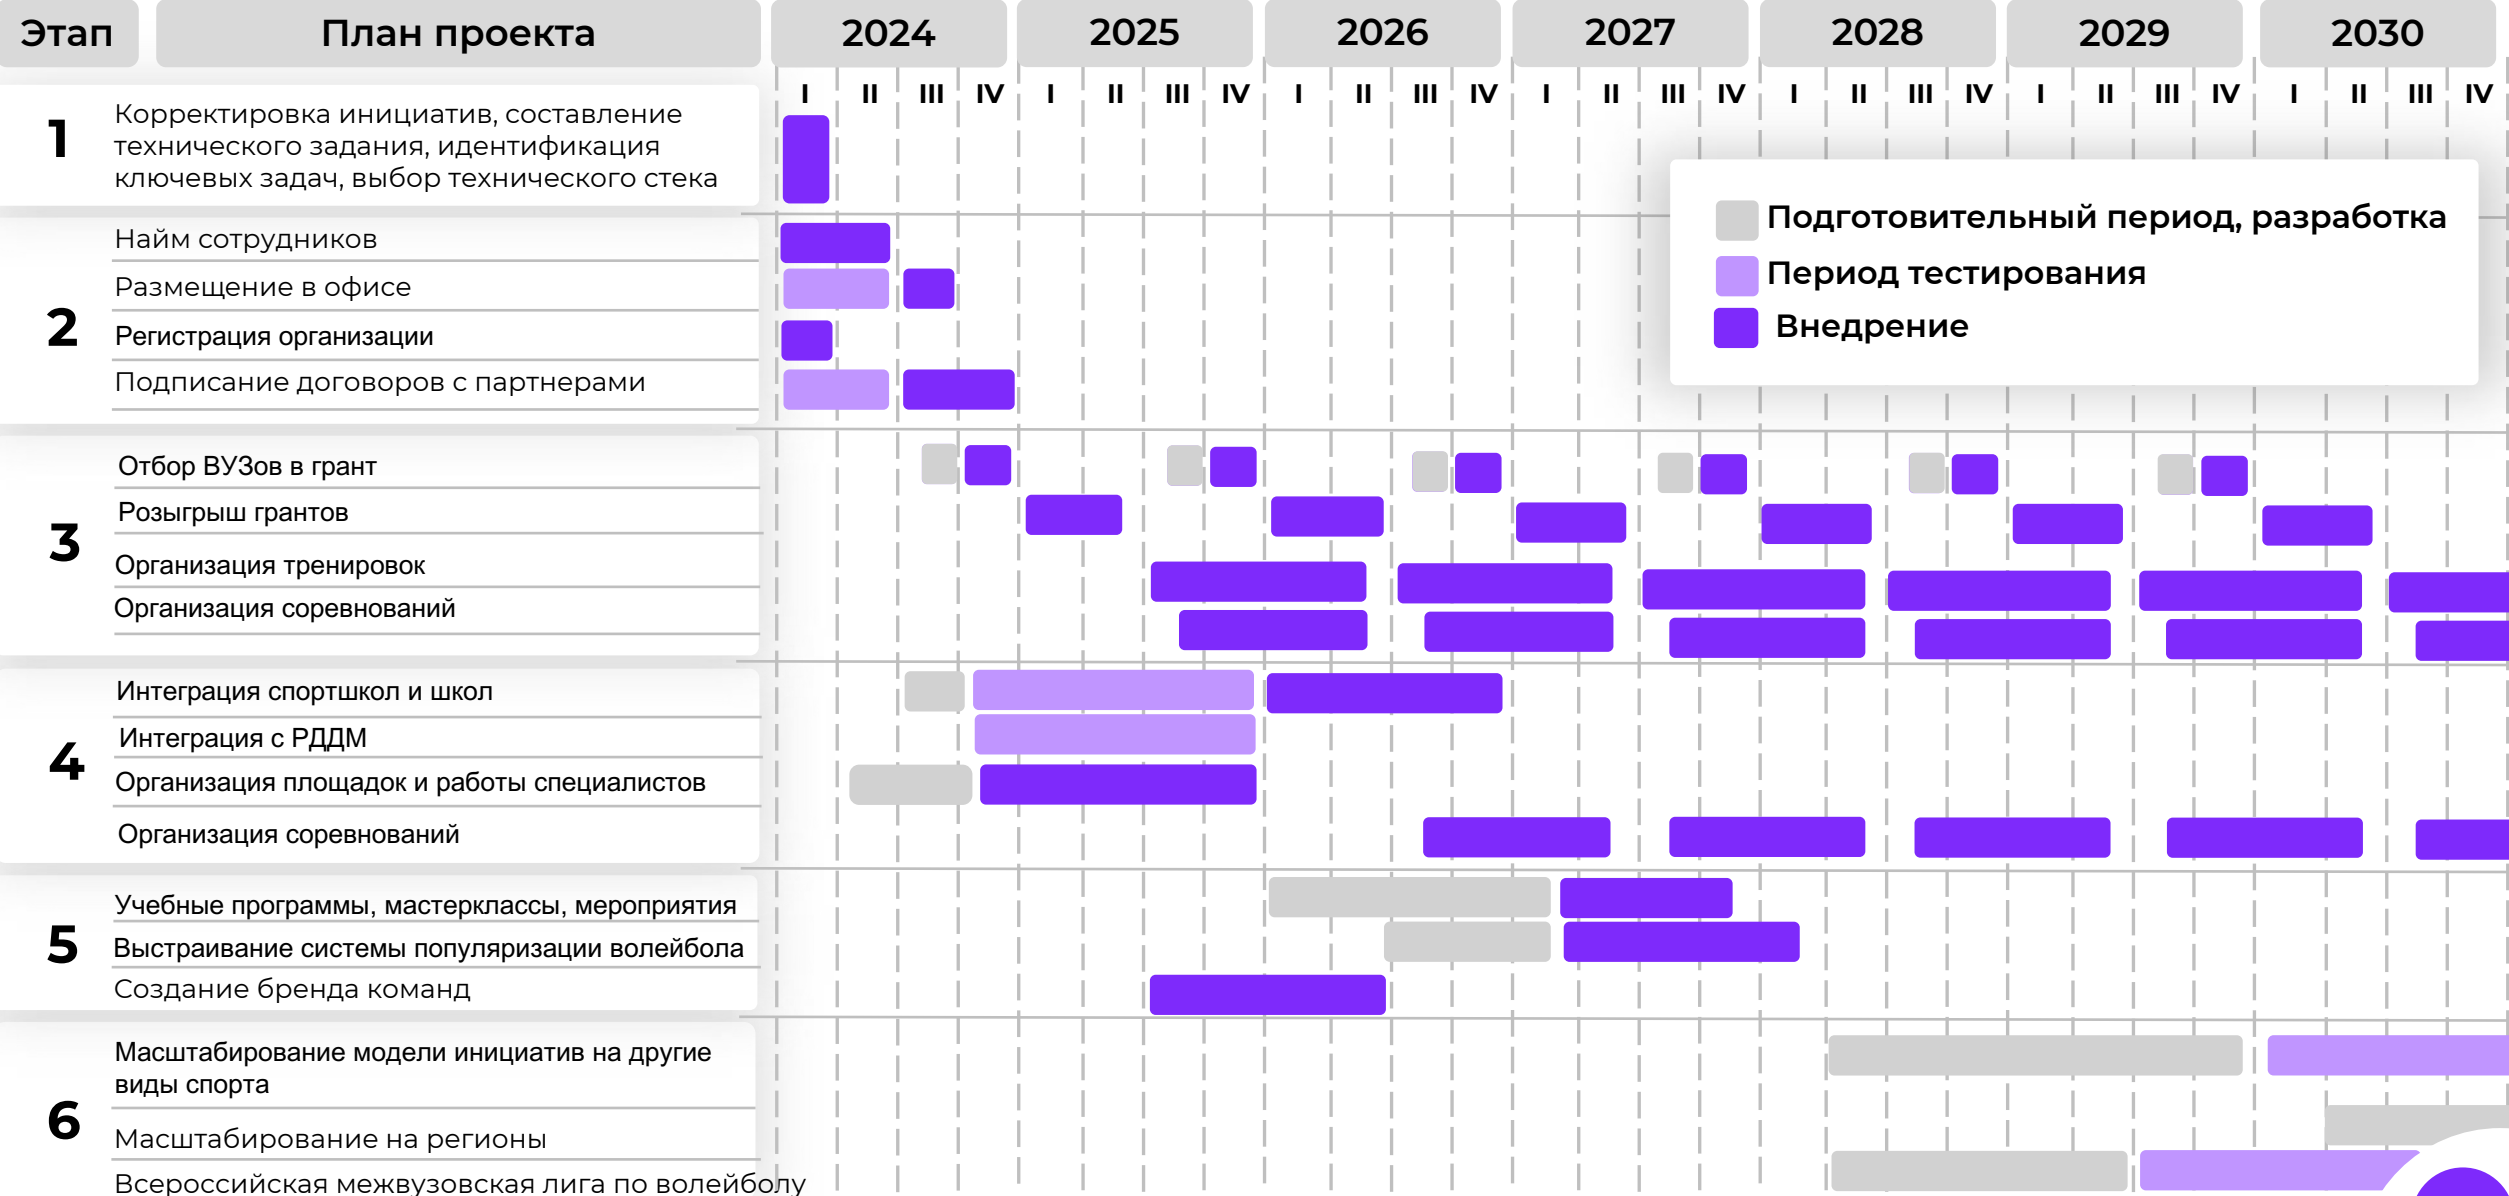 Этап План проекта 2024 2025 2026 2027 2028 2029 2030
I II III IV I II III IV I II III IV I II III IV I II III IV I II III IV I II III IV
1
Корректировка инициатив, составление
технического задания, идентификация
ключевых задач, выбор технического стека
Подготовительный период, разработка
Период тестирования
Внедрение
2
Найм сотрудников
Размещение в офисе
Регистрация организации
Подписание договоров с партнерами
3
Отбор ВУЗов в грант
Розыгрыш грантов
Организация тренировок
Организация соревнований
4
Интеграция спортшкол и школ
Интеграция с РДДМ
Организация площадок и работы специалистов
Организация соревнований
5
Учебные программы, мастерклассы, мероприятия
Выстраивание системы популяризации волейбола
Создание бренда команд
6
Масштабирование модели инициатив на другие
виды спорта
Масштабирование на регионы
Всероссийская межвузовская лига по волейболу